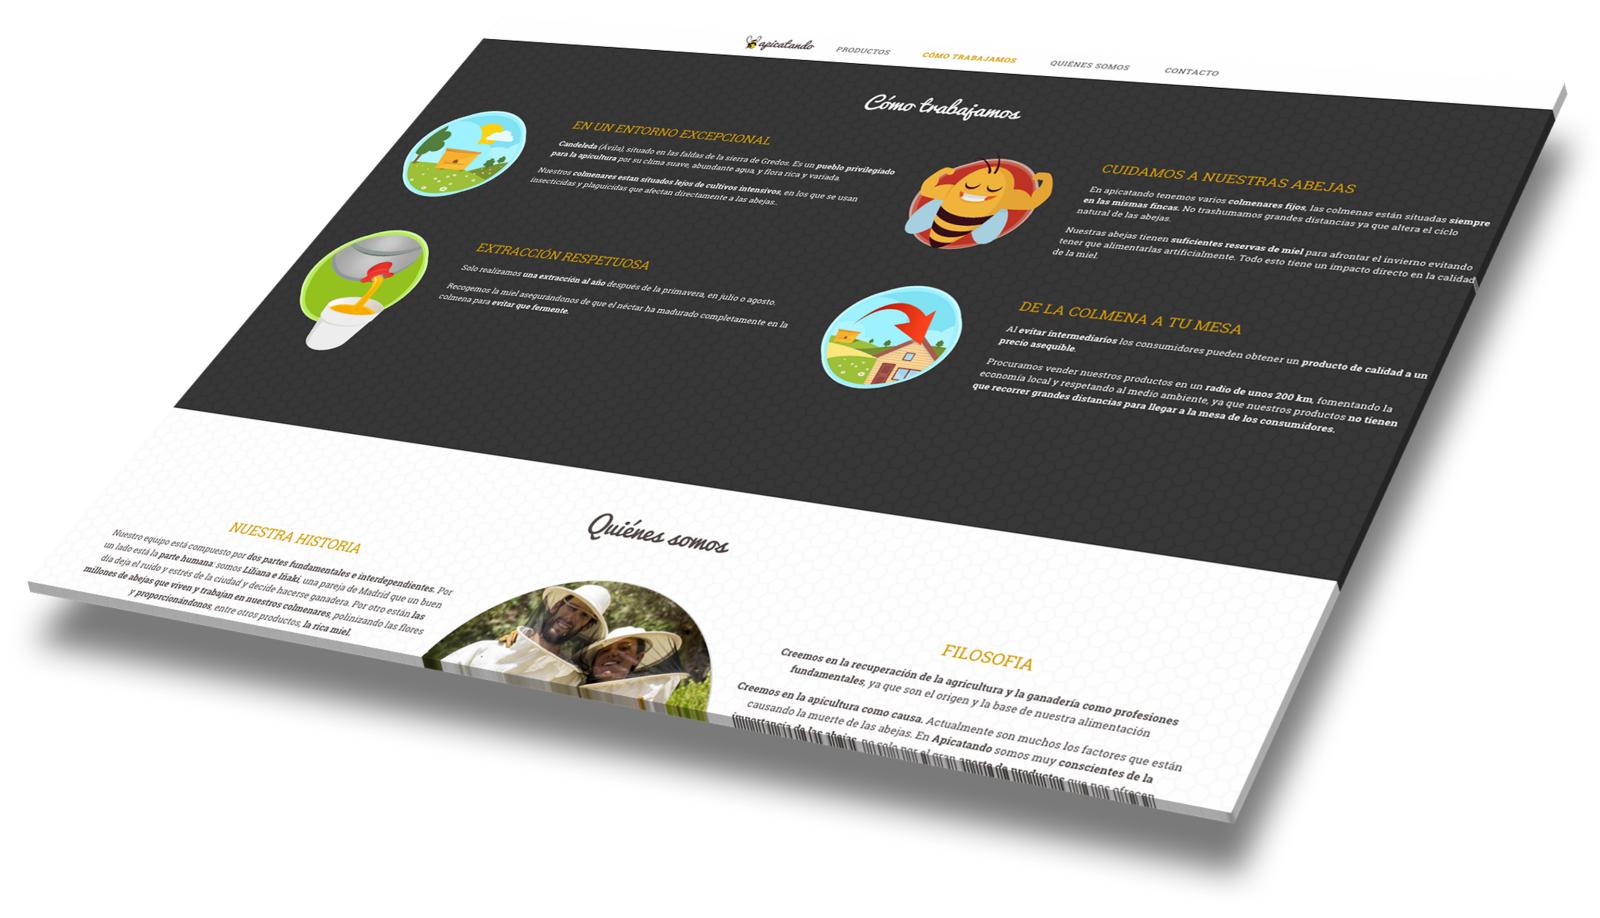 apicatando PRODUCTOS CÓMO TRABAJAMOS QUIÉNES SOMOS CONTACTO
Cómo trabajamos
EN UN ENTORNO EXCEPCIONAL
Candeleda (Ávila), situado en las faldas de la sierra de Gredos. Es un pueblo privilegiado
para la apicultura por su clima suave, abundante agua, y flora rica y variada.
Nuestros colmenares estan situados lejos de cultivos intensivos, en los que se usan
insecticidas y plaguicidas que afectan directamente a las abejas..
CUIDAMOS A NUESTRAS ABEJAS
En apicatando tenemos varios colmenares fijos, las colmenas están situadas siempre
en las mismas fincas. No trashumamos grandes distancias ya que altera el ciclo
natural de las abejas.
Nuestras abejas tienen suficientes reservas de miel para afrontar el invierno evitando
tener que alimentarlas artificialmente. Todo esto tiene un impacto directo en la calidad
de la miel.
EXTRACCIÓN RESPETUOSA
Solo realizamos una extracción al año después de la primavera, en julio o agosto.
Recogemos la miel asegurándonos de que el néctar ha madurado completamente en la
colmena para evitar que fermente.
DE LA COLMENA A TU MESA
Al evitar intermediarios los consumidores pueden obtener un producto de calidad a un
precio asequible.
Procuramos vender nuestros productos en un radio de unos 200 km, fomentando la
economía local y respetando al medio ambiente, ya que nuestros productos no tienen
que recorrer grandes distancias para llegar a la mesa de los consumidores.
Quiénes somos
NUESTRA HISTORIA
Nuestro equipo está compuesto por dos partes fundamentales e interdependientes. Por
un lado está la parte humana: somos Liliana e Iñaki, una pareja de Madrid que un buen
día deja el ruido y estrés de la ciudad y decide hacerse ganadera. Por otro están las
millones de abejas que viven y trabajan en nuestros colmenares, polinizando las flores
y proporcionándonos, entre otros productos, la rica miel.
FILOSOFIA
Creemos en la recuperación de la agricultura y la ganadería como profesiones
fundamentales, ya que son el origen y la base de nuestra alimentación
Creemos en la apicultura como causa. Actualmente son muchos los factores que están
causando la muerte de las abejas. En Apicatando somos muy conscientes de la
importancia de las abejas, no solo por el gran aporte de productos que nos ofrecen